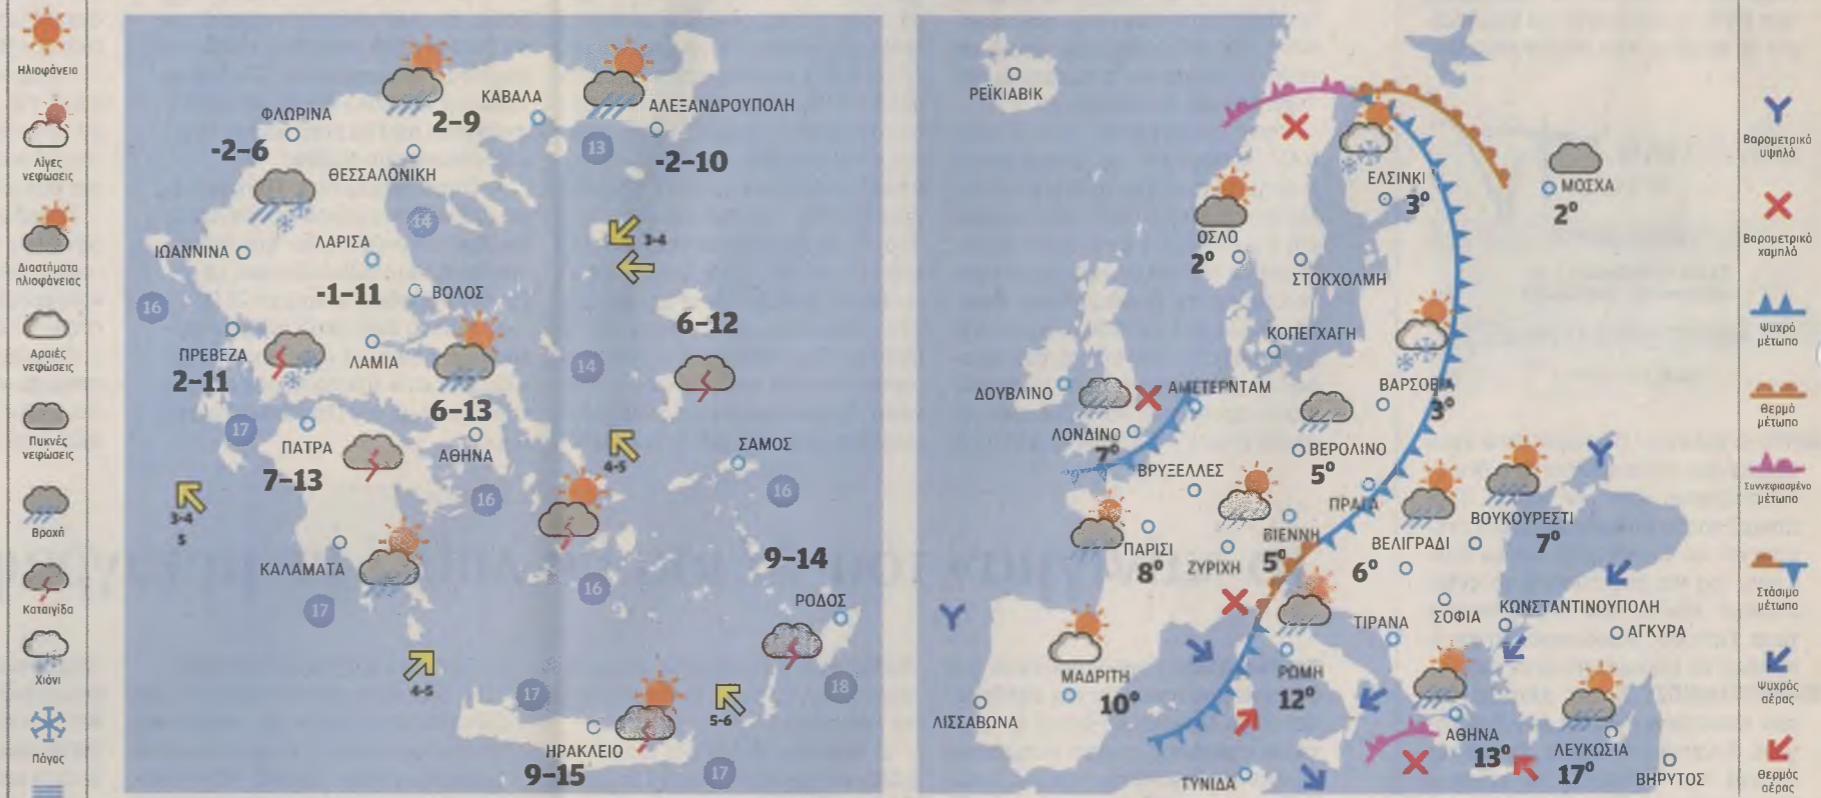 Ηλιοφάνεια
Λίγες
νεφώσεις
Διαστήματα
ηλιοφάνειας
Αραιές
νεφώσεις
Πυκνές
νεφώσεις
Βροχή
Καταιγίδα
Χιόνι
Πάγος
ΦΛΩΡΙΝΑ
-2-6
2-9
ΚΑΒΑΛΑ
ΑΛΕΞΑΝΔΡΟΥΠΟΛΗ
13
-2-10
ΘΕΣΣΑΛΟΝΙΚΗ
14
ΙΩΑΝΝΙΝΑ
ΛΑΡΙΣΑ
3-4
-1-11
ΒΟΛΟΣ
16
6-12
ΠΡΕΒΕΖΑ
2-11
ΛΑΜΙΑ
14
6-13
17
ΠΑΤΡΑ
ΑΘΗΝΑ
4-5
ΣΑΜΟΣ
7-13
16
16
3-4
5
ΚΑΛΑΜΑΤΑ
9-14
16
17
ΡΟΔΟΣ
4-5
17
18
5-6
ΗΡΑΚΛΕΙΟ
9-15
17
ΡΕΪΚΙΑΒΙΚ
ΕΛΣΙΝΚΙ
3°
ΜΟΣΧΑ
2°
ΟΣΛΟ
2°
ΣΤΟΚΧΟΛΜΗ
ΚΟΠΕΓΧΑΓΗ
ΔΟΥΒΛΙΝΟ
ΑΜΣΤΕΡΝΤΑΜ
ΒΑΡΣΟΒΙΑ
3°
ΛΟΝΔΙΝΟ
7°
ΒΕΡΟΛΙΝΟ
5°
ΒΡΥΞΕΛΛΕΣ
ΠΡΑΓΑ
ΒΟΥΚΟΥΡΕΣΤΙ
7°
ΠΑΡΙΣΙ
8°
ΒΙΕΝΝΗ
5°
ΖΥΡΙΧΗ
ΒΕΛΙΓΡΑΔΙ
6°
ΣΟΦΙΑ
ΚΩΝΣΤΑΝΤΙΝΟΥΠΟΛΗ
ΤΙΡΑΝΑ
ΑΓΚΥΡΑ
ΜΑΔΡΙΤΗ
10°
ΡΩΜΗ
12°
ΛΙΣΣΑΒΩΝΑ
ΑΘΗΝΑ
13°
ΛΕΥΚΩΣΙΑ
17°
ΤΥΝΙΔΑ
ΒΗΡΥΤΟΣ
Βαρομετρικό
υψηλό
Βαρομετρικό
χαμηλό
Ψυχρό
μέτωπο
Θερμό
μέτωπο
Συννεφιασμένο
μέτωπο
Στάσιμο
μέτωπο
Ψυχρός
αέρας
Θερμός
αέρας